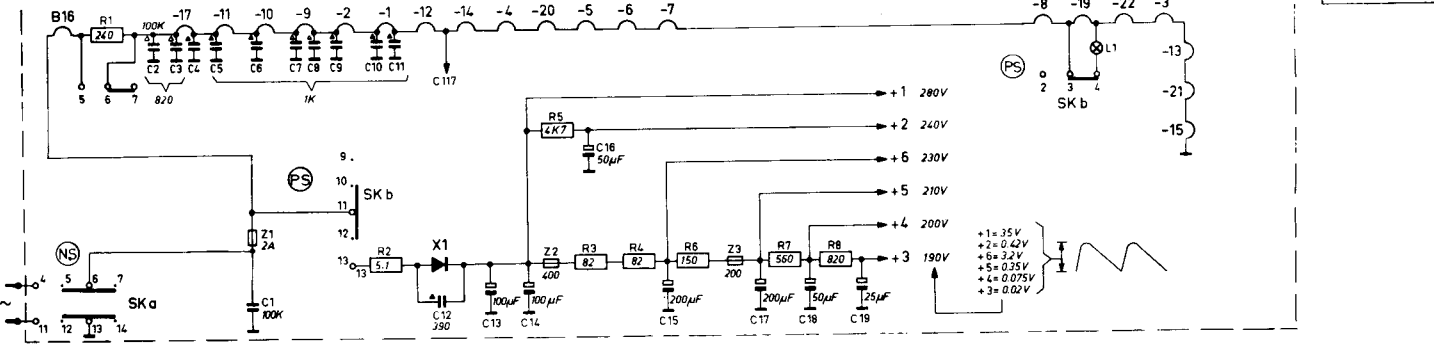 B16 R1 100K -17 -11 -10 -9 -2 -1 -12 -14 -4 -20 -5 -6 -7 -8 -19 -22 -3
240
C2 C3 C4 C5 C6 C7 C8 C9 C10 C11
L1
-13
PS
C117
5 6 7
820
1K
2 3 4
SK b
+1 280V
-21
R5
4K7
+2 240V
-15
C16
50µF
9
+6 230V
PS
10
SK b
+5 210V
11
+4 200V
Z1
2A
12
+1 = 35V
+2 = 0.42V
+6 = 3.2V
+5 = 0.35V
+4 = 0.075V
+3 = 0.02V
NS
R2 X1 Z2 R3 R4 R6 Z3 R7 R8
13
13
5.1
400
82
82
150
200
560
820
+3 190V
4 5 6 7
SK a
~
C1
100K
C12
390
100µF
C13
100µF
C14
200µF
C15
200µF
C17
50µF
C18
25µF
C19
11 12 13 14